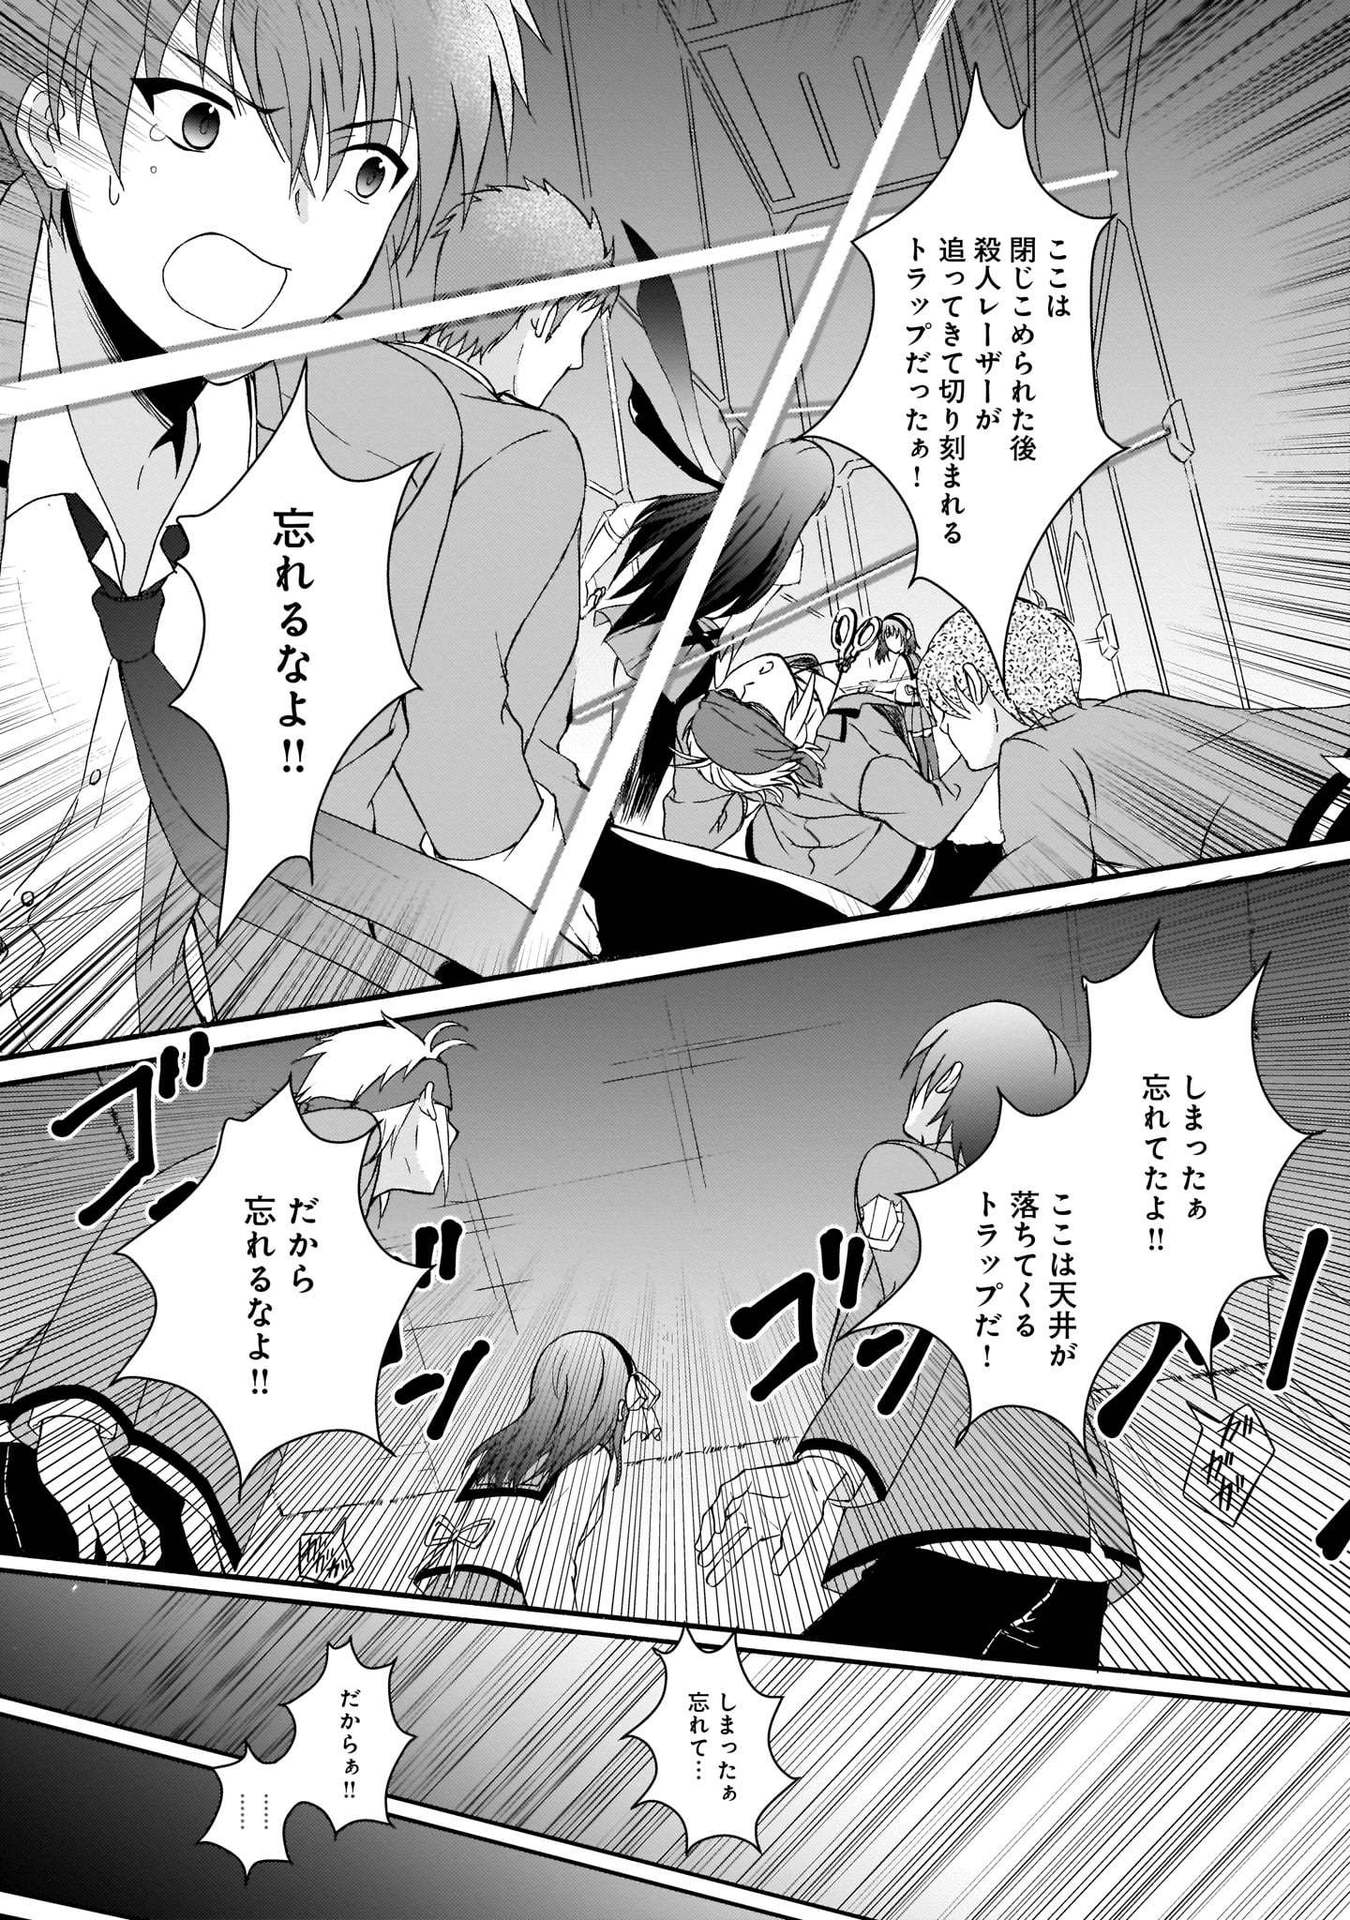 ここは
閉じこめられた後
殺人レーザーが
追ってきて切り刻まれる
トラップだったぁ!
忘れるなよ!!
しまったぁ
忘れてたよ!!
ここは天井が
落ちてくる
トラップだ!
だから
忘れるなよ!!
ゴゴゴゴ
ガガガガ
しまったぁ
忘れて…
だからぁ!!
……
……